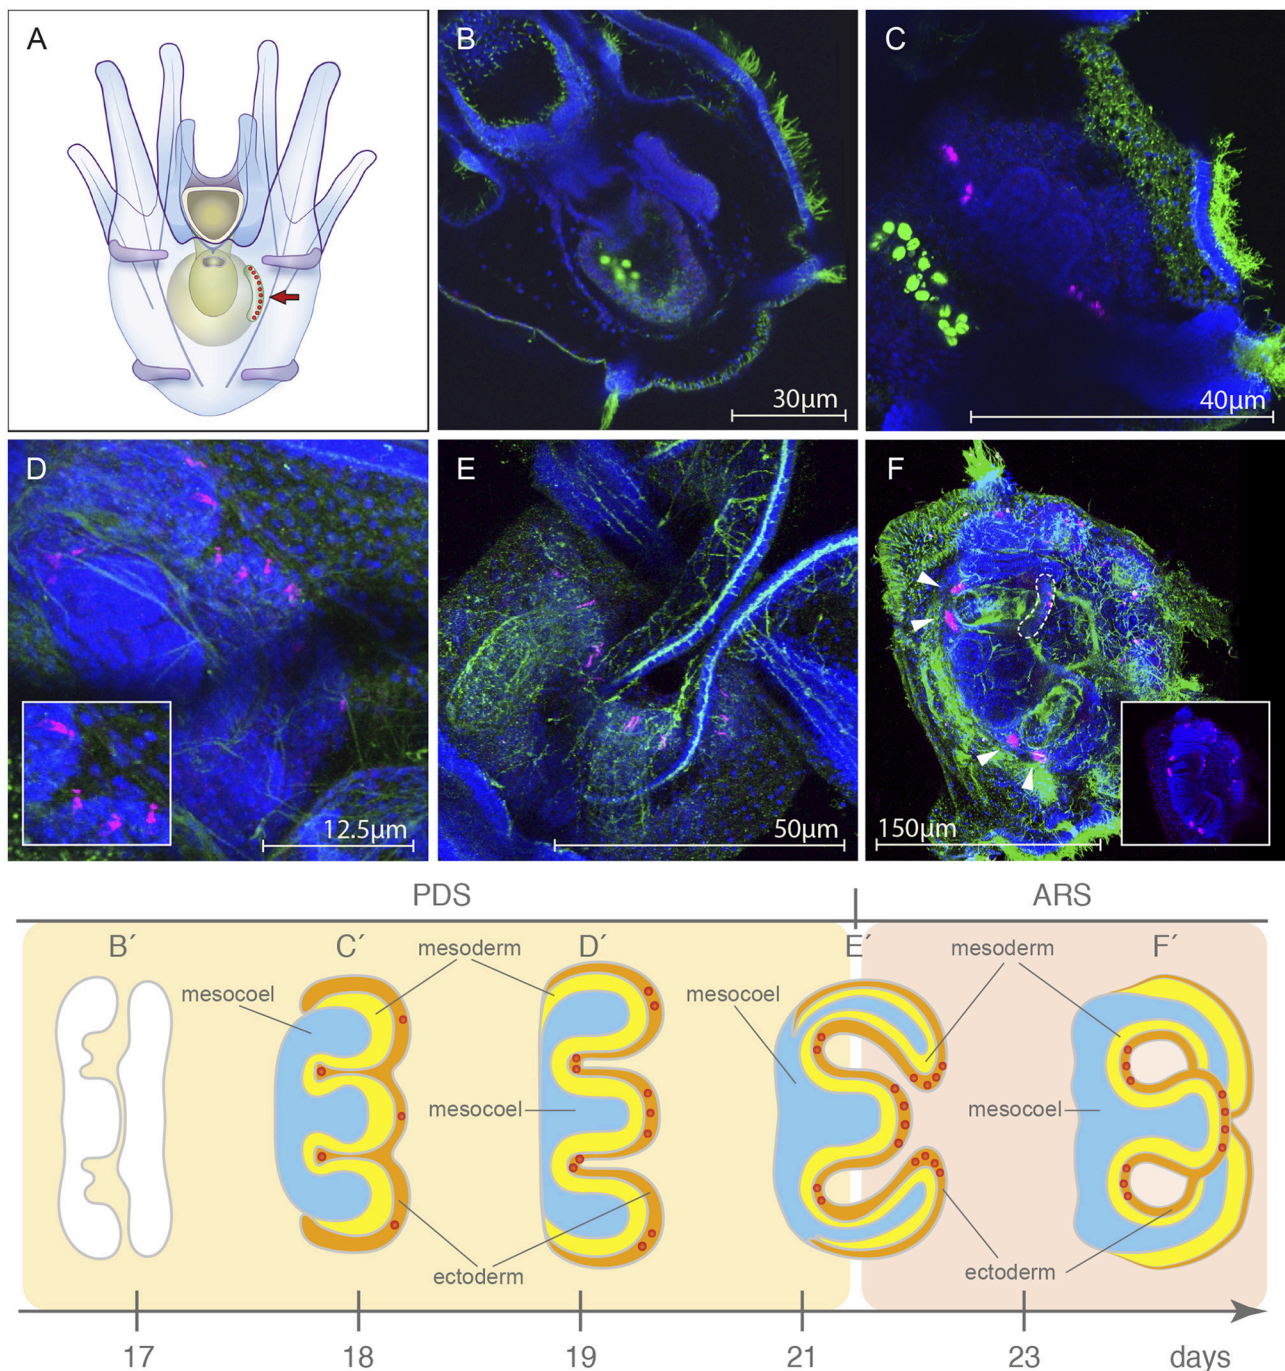 A
B
C
30µm
40µm
D
E
F
12.5µm
50µm
150µm
PDS
ARS
B´
C´
mesoderm
D´
E´
mesoderm
F´
mesocoel
mesocoel
mesocoel
mesocoel
ectoderm
ectoderm
17
18
19
21
23
days